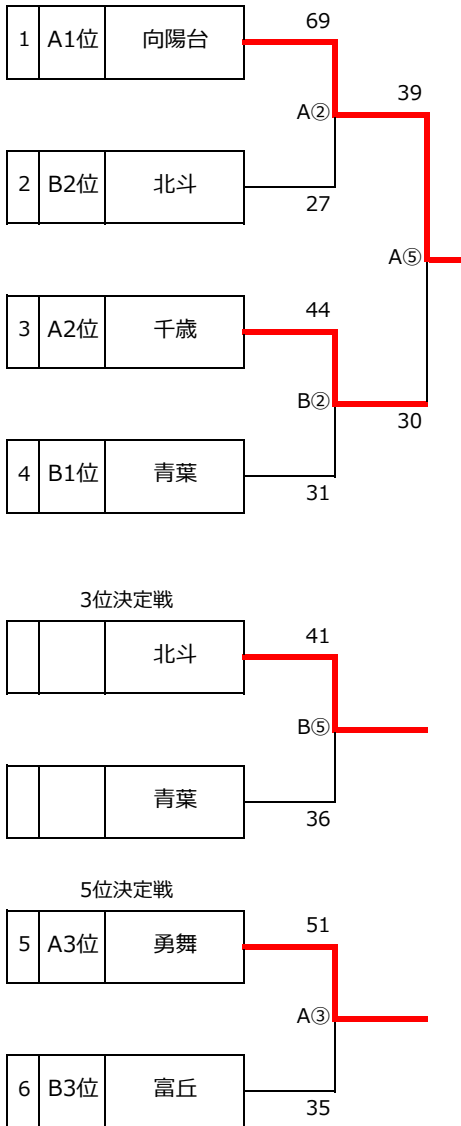 69
1 A1位 向陽台
39
A②
2 B2位 北斗
27
A⑤
44
3 A2位 千歳
B②
30
4 B1位 青葉
31
3位決定戦
41
北斗
B⑤
青葉
36
5位決定戦
51
5 A3位 勇舞
A③
6 B3位 富丘
35